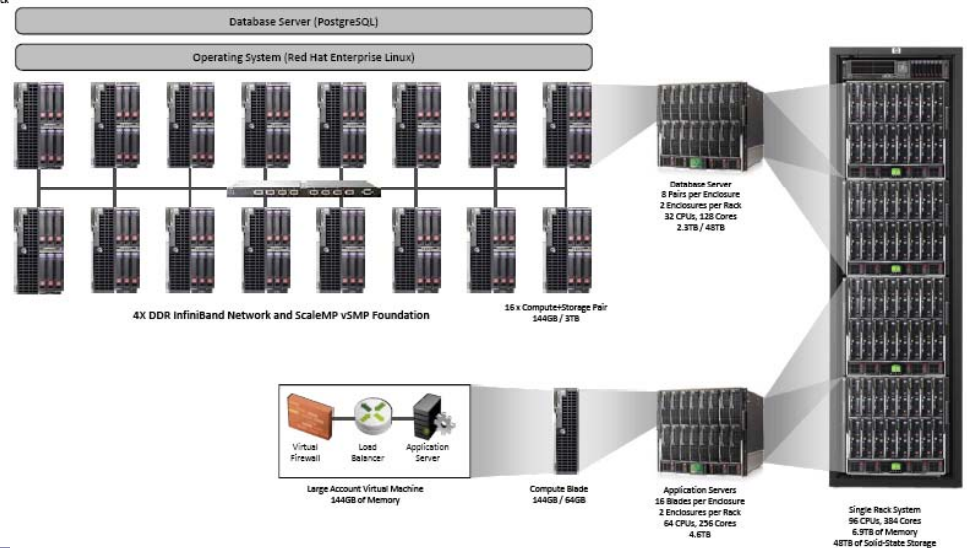 Database Server (PostgreSQL)
Operating System (Red Hat Enterprise Linux)
4X DDR InfiniBand Network and ScaleMP vSMP Foundation
16 x Compute+Storage Pair
144GB / 3TB
Database Server
8 Pairs per Enclosure
2 Enclosures per Rack
32 CPUs, 128 Cores
2.3TB / 48TB
Virtual
Firewall
Load
Balancer
Application
Server
Large Account Virtual Machine
144GB of Memory
Compute Blade
144GB / 64GB
Application Servers
16 Blades per Enclosure
2 Enclosures per Rack
64 CPUs, 256 Cores
4.6TB
Single Rack System
96 CPUs, 384 Cores
6.9TB of Memory
48TB of Solid-State Storage